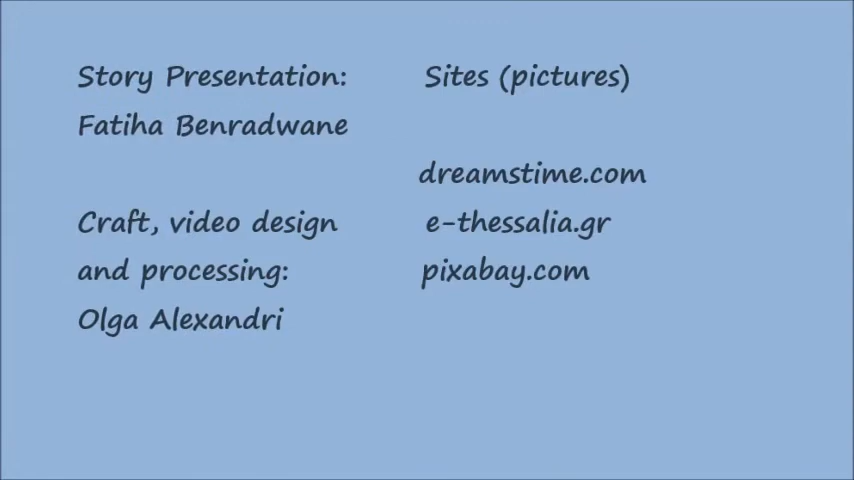 Story Presentation:
Fatiha Benradwane
Craft, video design
and processing:
Olga Alexandri
Sites (pictures)
dreamstime.com
e-thessalia.gr
pixabay.com